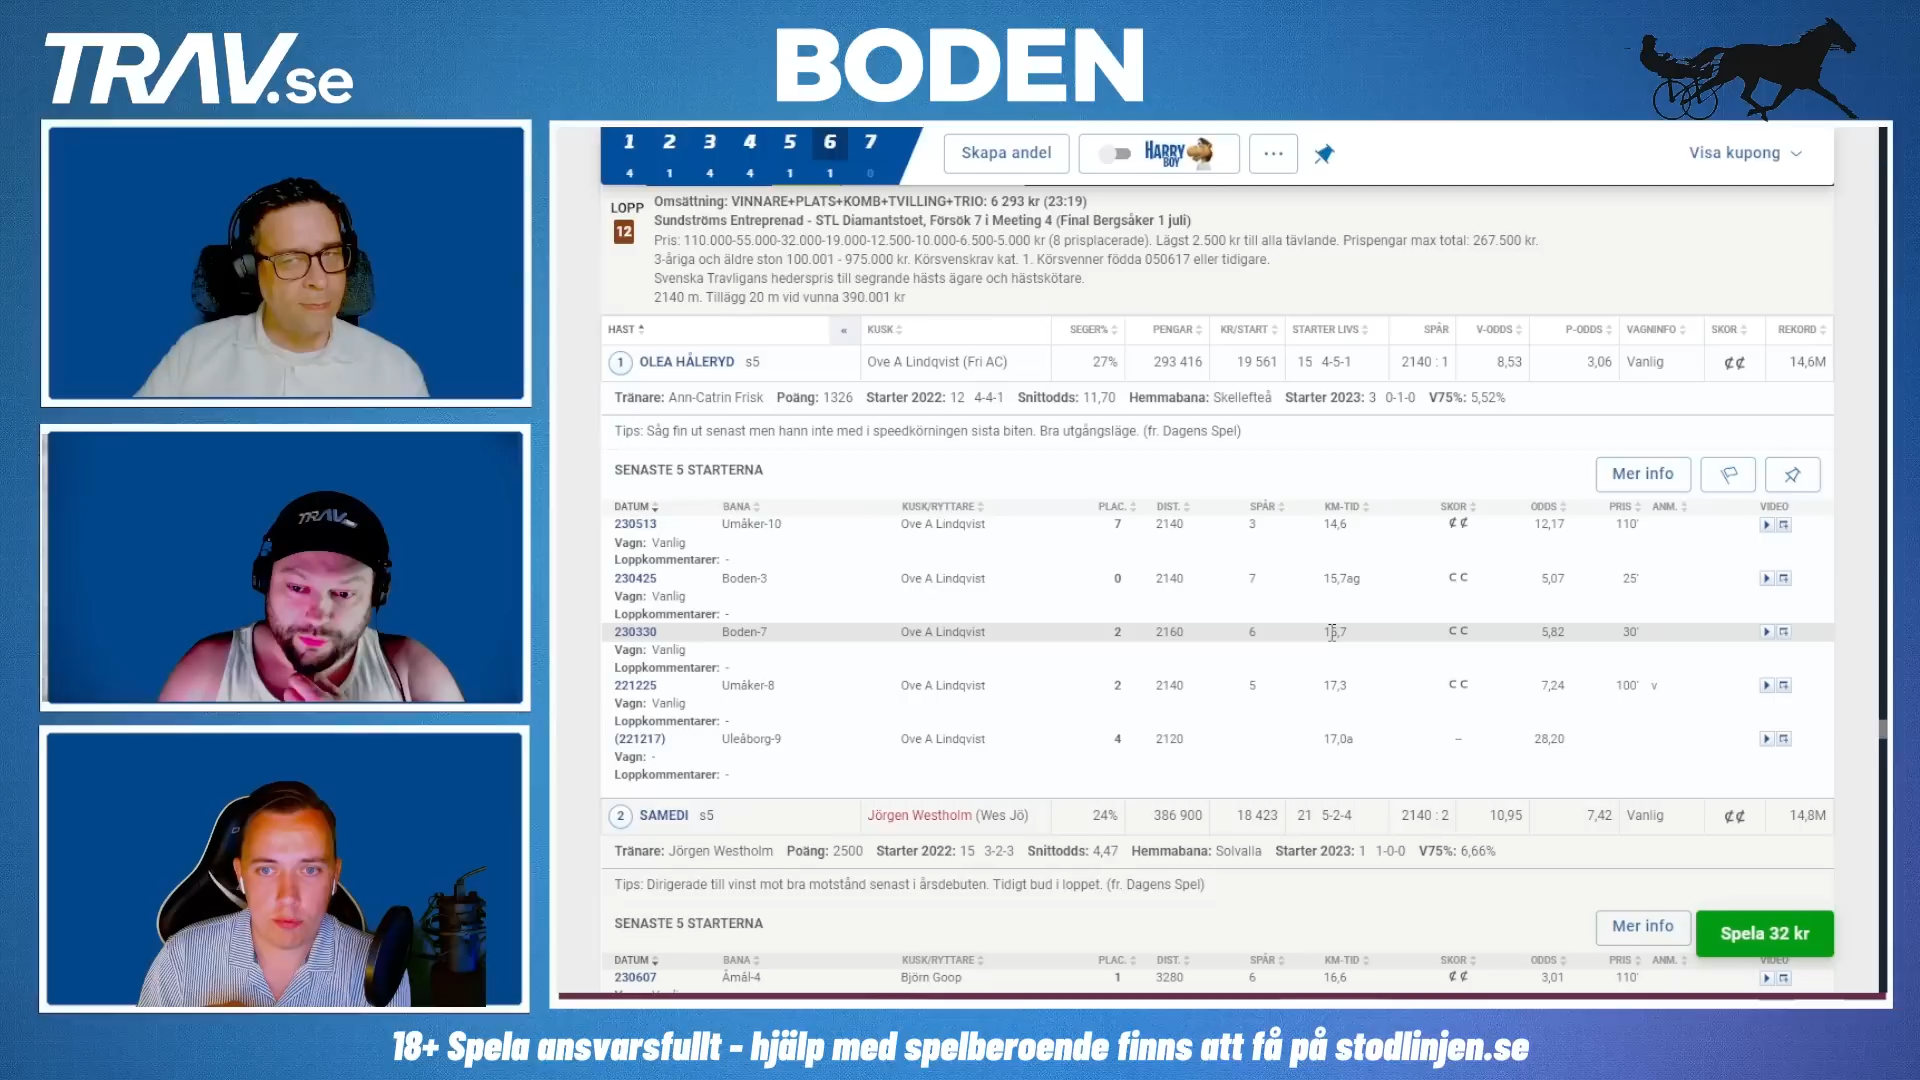 TRAV.se
BODEN
1 2 3 4 5 6 7
4 1 4 4 1 1 0
Skapa andel
HARRY BOY
...
Visa kupong
LOPP
12
Omsättning: VINNARE+PLATS+KOMB+TVILLING+TRIO: 6 293 kr (23:19)
Sundströms Entreprenad - STL Diamantstoet, Försök 7 i Meeting 4 (Final Bergsåker 1 juli)
Pris: 110.000-55.000-32.000-19.000-12.500-10.000-6.500-5.000 kr (8 prisplacerade). Lägst 2.500 kr till alla tävlande. Prispengar max total: 267.500 kr.
3-åriga och äldre ston 100.001 - 975.000 kr. Körsvenskrav kat. 1. Körsvenner födda 050617 eller tidigare.
Svenska Travligans hederspris till segrande hästs ägare och hästskötare.
2140 m. Tillägg 20 m vid vunna 390.001 kr
HÄST « KUSK SEGER% PENGAR KR/START STARTER LIVS SPÅR V-ODDS P-ODDS VAGNINFO SKOR REKORD
1 OLEA HÅLERYD s5 Ove A Lindqvist (Fri AC) 27% 293 416 19 561 15 4-5-1 2140 : 1 8,53 3,06 Vanlig ȼȼ 14,6M
Tränare: Ann-Catrin Frisk Poäng: 1326 Starter 2022: 12 4-4-1 Snittodds: 11,70 Hemmabana: Skellefteå Starter 2023: 3 0-1-0 V75%: 5,52%
Tips: Såg fin ut senast men hann inte med i speedkörningen sista biten. Bra utgångsläge. (fr. Dagens Spel)
SENASTE 5 STARTERNA
Mer info
DATUM BANA KUSK/RYTTARE PLAC. DIST. SPÅR KM-TID SKOR ODDS PRIS ANM. VIDEO
230513 Umåker-10 Ove A Lindqvist 7 2140 3 14,6 ȼȼ 12,17 110'
Vagn: Vanlig
Loppkommentarer: -
230425 Boden-3 Ove A Lindqvist 0 2140 7 15,7ag C C 5,07 25'
Vagn: Vanlig
Loppkommentarer: -
230330 Boden-7 Ove A Lindqvist 2 2160 6 C C 5,82 30'
Vagn: Vanlig
Loppkommentarer: -
221225 Umåker-8 Ove A Lindqvist 2 2140 5 17,3 C C 7,24 100' v
Vagn: Vanlig
Loppkommentarer: -
(221217) Uleåborg-9 Ove A Lindqvist 4 2120 17,0a – 28,20
Vagn: -
Loppkommentarer: -
2 SAMEDI s5 Jörgen Westholm (Wes Jö) 24% 386 900 18 423 21 5-2-4 2140 : 2 10,95 7,42 Vanlig ȼȼ 14,8M
Tränare: Jörgen Westholm Poäng: 2500 Starter 2022: 15 3-2-3 Snittodds: 4,47 Hemmabana: Solvalla Starter 2023: 1 1-0-0 V75%: 6,66%
Tips: Dirigerade till vinst mot bra motstånd senast i årsdebuten. Tidigt bud i loppet. (fr. Dagens Spel)
SENASTE 5 STARTERNA
Mer info
Spela 32 kr
DATUM BANA KUSK/RYTTARE PLAC. DIST. SPÅR KM-TID SKOR ODDS PRIS ANM. VIDEO
230607 Åmål-4 Björn Goop 1 3280 6 16,6 ȼȼ 3,01 110'
TRAV
18+ Spela ansvarsfullt - hjälp med spelberoende finns att få på stodlinjen.se